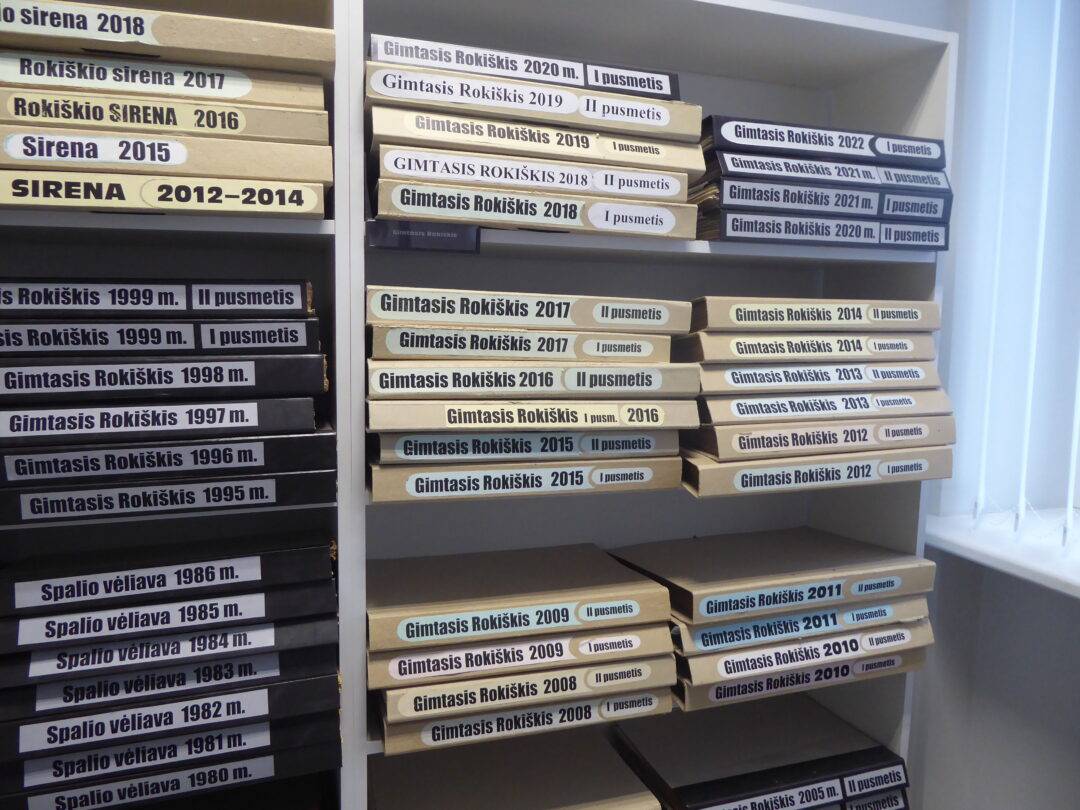 sirena 2018
Rokiškio sirena 2017
Rokiškio SIRENA 2016
Sirena 2015
SIRENA 2012-2014
Rokiškis 1999 m. II pusmetis
Rokiškis 1999 m. I pusmetis
Gimtasis Rokiškis 1998 m.
Gimtasis Rokiškis 1997 m.
Gimtasis Rokiškis 1996 m.
Gimtasis Rokiškis 1995 m.
Spalio vėliava 1986 m.
Spalio vėliava 1985 m.
Spalio vėliava 1984 m.
Spalio vėliava 1983 m.
Spalio vėliava 1982 m.
Spalio vėliava 1981 m.
Spalio vėliava 1980 m.
Gimtasis Rokiškis 2020 m. I pusmetis
Gimtasis Rokiškis 2019 II pusmetis
Gimtasis Rokiškis 2019 I pusmetis
GIMTASIS ROKIŠKIS 2018 II pusmetis
Gimtasis Rokiškis 2018 I pusmetis
Gimtasis Rokiškis
Gimtasis Rokiškis 2022 I pusmetis
Gimtasis Rokiškis 2021 m. II pusmetis
Gimtasis Rokiškis 2021 m. I pusmetis
Gimtasis Rokiškis 2020 m. II pusmetis
Gimtasis Rokiškis 2017 II pusmetis
Gimtasis Rokiškis 2017 I pusmetis
Gimtasis Rokiškis 2016 II pusmetis
Gimtasis Rokiškis I pusm. 2016
Gimtasis Rokiškis 2015 II pusmetis
Gimtasis Rokiškis 2015 I pusmetis
Gimtasis Rokiškis 2014 II pusmetis
Gimtasis Rokiškis 2014 I pusmetis
Gimtasis Rokiškis 2013 II pusmetis
Gimtasis Rokiškis 2013 I pusmetis
Gimtasis Rokiškis 2012 II pusmetis
Gimtasis Rokiškis 2012 I pusmetis
Gimtasis Rokiškis 2009 II pusmetis
Gimtasis Rokiškis 2009 I pusmetis
Gimtasis Rokiškis 2008 II pusmetis
Gimtasis Rokiškis 2008 I pusmetis
Gimtasis Rokiškis 2011 II pusmetis
Gimtasis Rokiškis 2011 I pusmetis
Gimtasis Rokiškis 2010 II pusmetis
Gimtasis Rokiškis 2010 I pusmetis
Gimtasis Rokiškis 2005 m. II pusmetis
I pusmetis